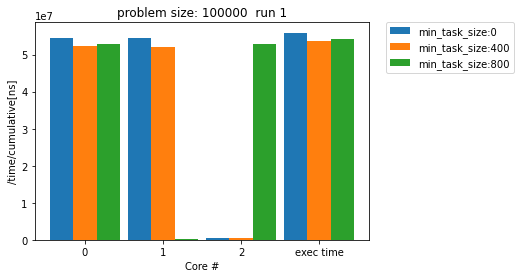 problem size: 100000  run 1
1e7
5
4
3
2
1
0
/time/cumulative[ns]
0
1
2
exec time
Core #
min_task_size:0
min_task_size:400
min_task_size:800